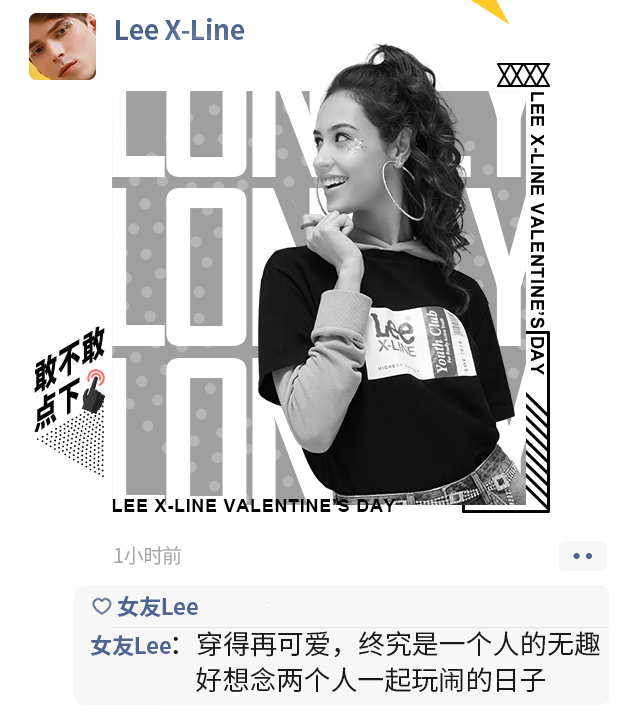 Lee X-Line
LEE X-LINE VALENTINE'S DAY
Lee
X-LINE
Youth Club
敢不敢
点下
LEE X-LINE VALENTINE'S DAY
1小时前
女友Lee
女友Lee：穿得再可爱，终究是一个人的无趣
好想念两个人一起玩闹的日子